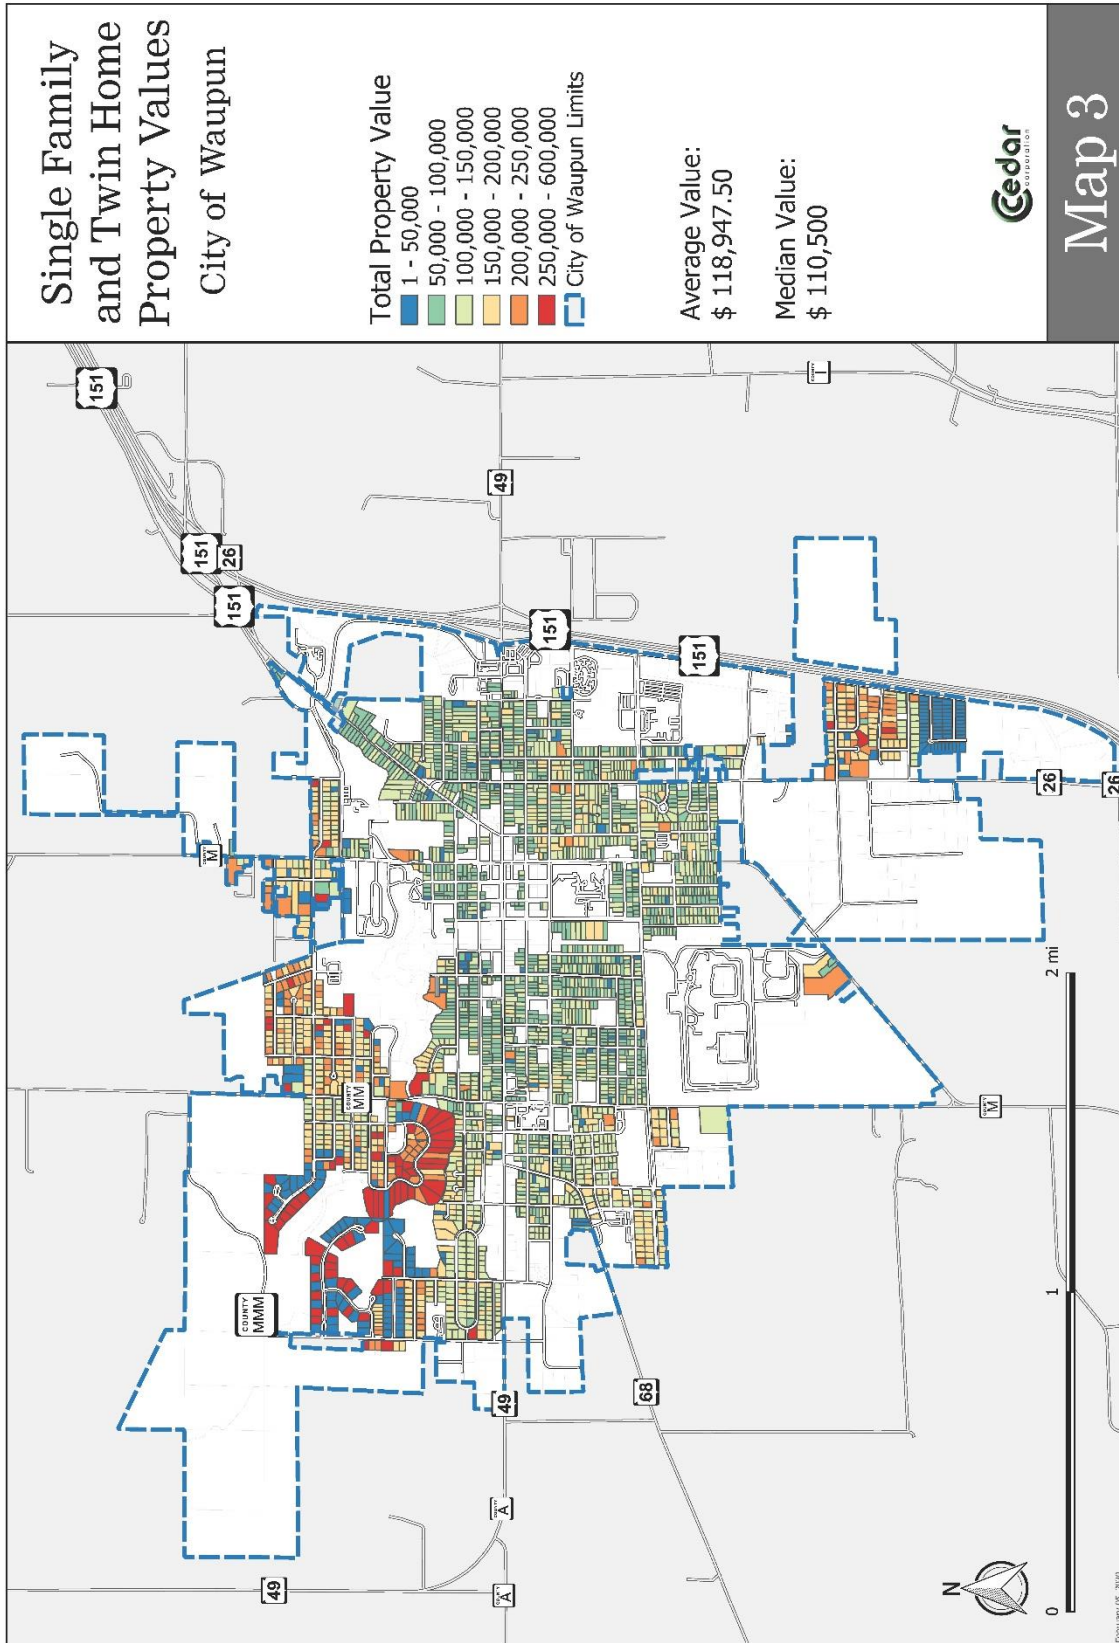 Single Family
and Twin Home
Property Values
City of Waupun
Total Property Value
1 - 50,000
50,000 - 100,000
100,000 - 150,000
150,000 - 200,000
200,000 - 250,000
250,000 - 600,000
City of Waupun Limits
Average Value:
$ 118,947.50
Median Value:
$ 110,500
Cedar
corporation
Map 3
151
151
26
151
49
151
151
COUNTY
I
26
26
COUNTY
M
COUNTY
MM
COUNTY
MMM
COUNTY
M
49
68
COUNTY
A
49
COUNTY
A
N
0
1
2 mi